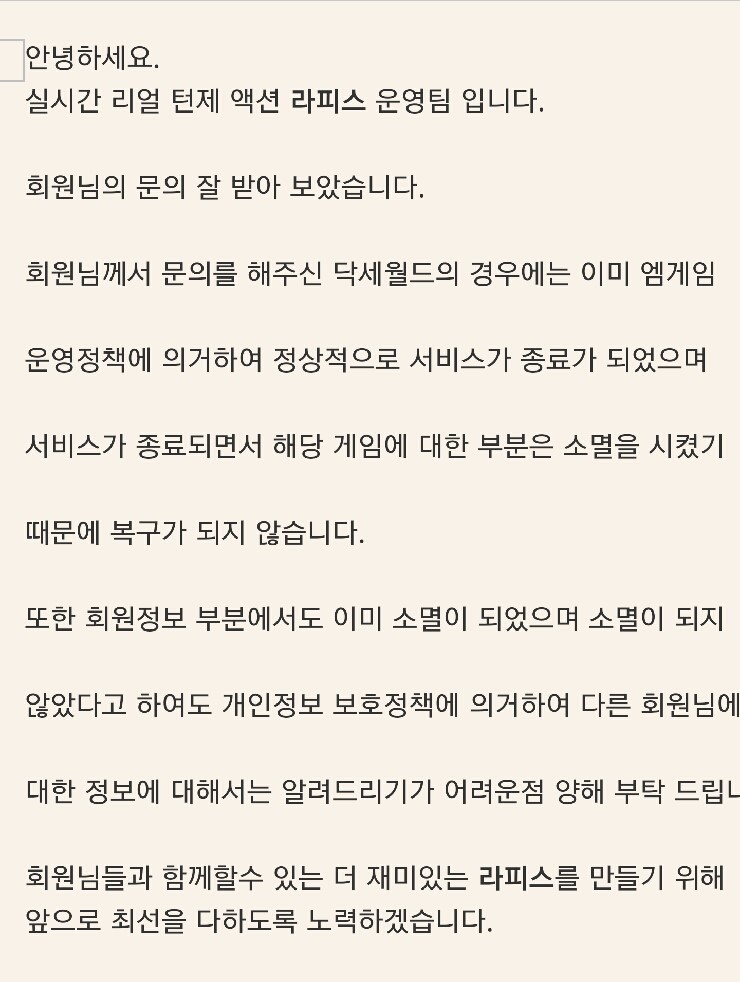 안녕하세요.
실시간 리얼 턴제 액션 라피스 운영팀 입니다.
회원님의 문의 잘 받아 보았습니다.
회원님께서 문의를 해주신 닥세월드의 경우에는 이미 엠게임
운영정책에 의거하여 정상적으로 서비스가 종료가 되었으며
서비스가 종료되면서 해당 게임에 대한 부분은 소멸을 시켰기
때문에 복구가 되지 않습니다.
또한 회원정보 부분에서도 이미 소멸이 되었으며 소멸이 되지
않았다고 하여도 개인정보 보호정책에 의거하여 다른 회원님에
대한 정보에 대해서는 알려드리기가 어려운점 양해 부탁 드립니
회원님들과 함께할수 있는 더 재미있는 라피스를 만들기 위해
앞으로 최선을 다하도록 노력하겠습니다.